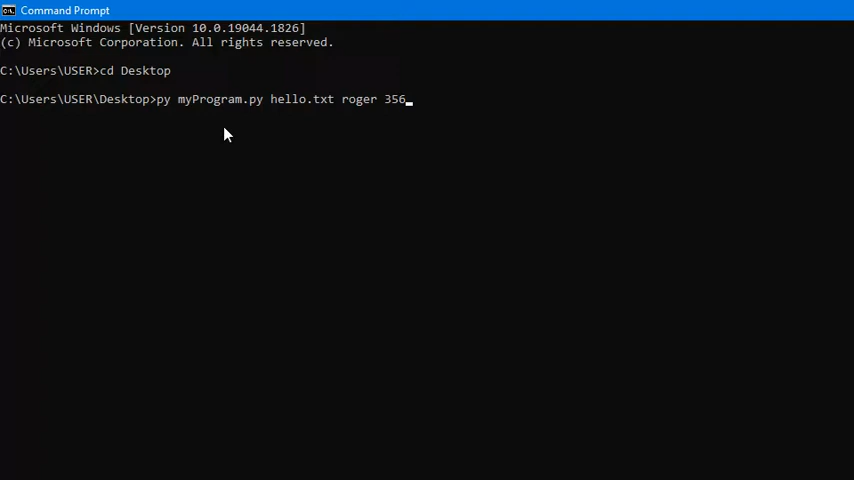 Command Prompt
Microsoft Windows [Version 10.0.19044.1826]
(c) Microsoft Corporation. All rights reserved.
C:\Users\USER>cd Desktop
C:\Users\USER\Desktop>py myProgram.py hello.txt roger 356